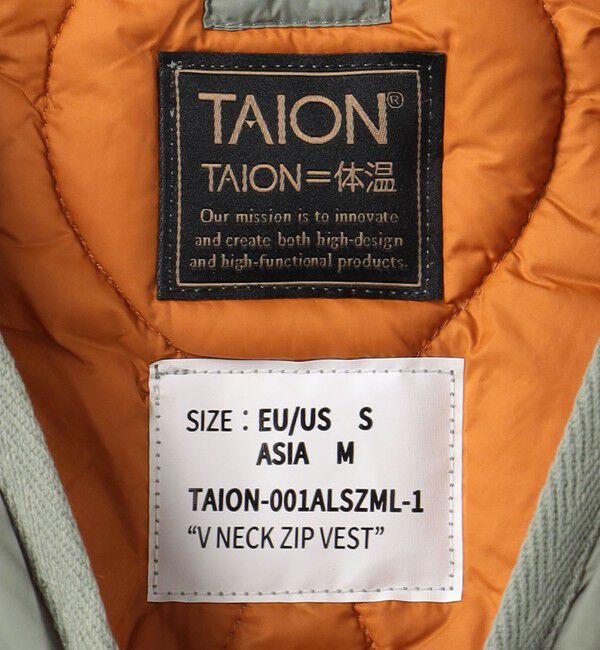 TAION®
TAION=体温
Our mission is to innovate
and create both high-design
and high-functional products.
SIZE : EU/US S
ASIA M
TAION-001ALSZML-1
“V NECK ZIP VEST”